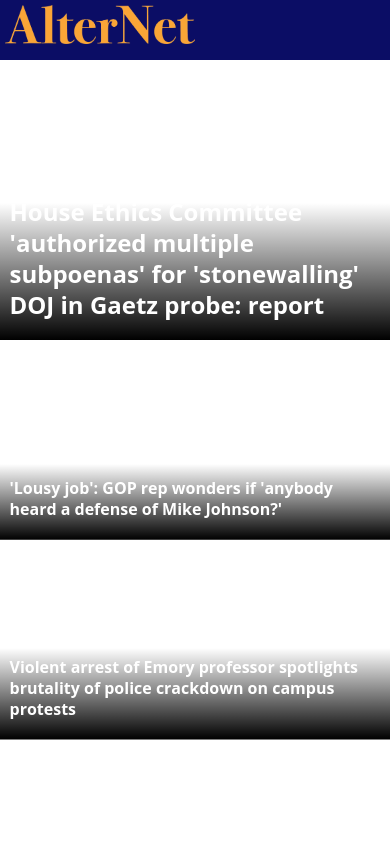 AlterNet
House Ethics Committee
'authorized multiple
subpoenas' for 'stonewalling'
DOJ in Gaetz probe: report
'Lousy job': GOP rep wonders if 'anybody
heard a defense of Mike Johnson?'
Violent arrest of Emory professor spotlights
brutality of police crackdown on campus
protests